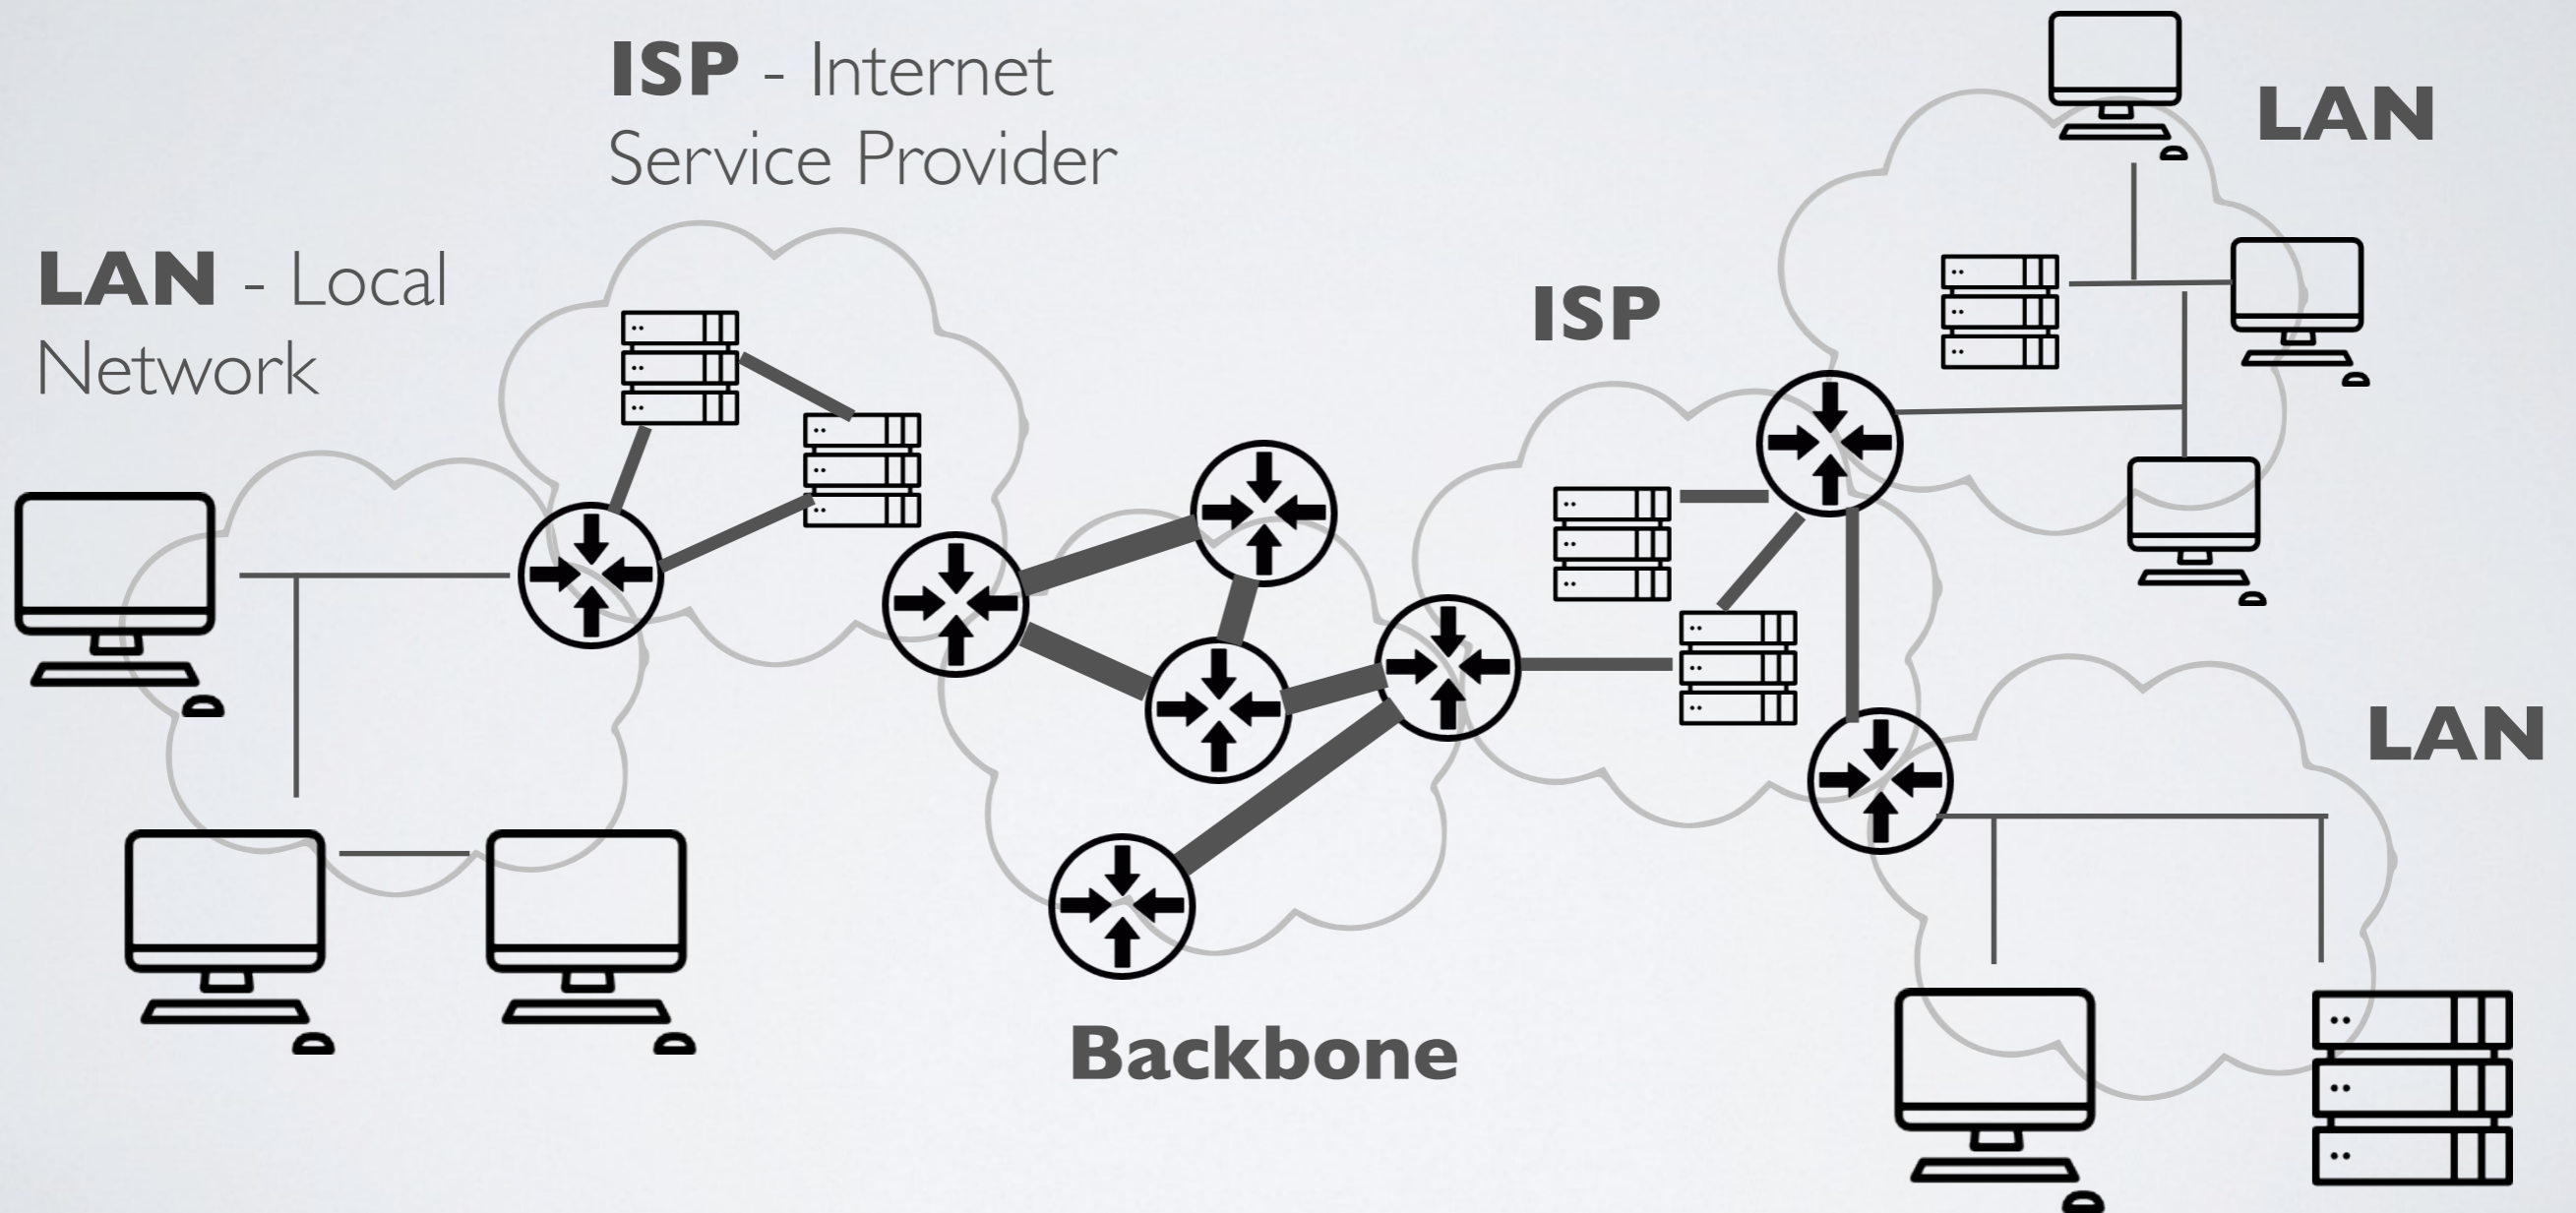 ISP - Internet
Service Provider
LAN - Local
Network
LAN
ISP
LAN
Backbone